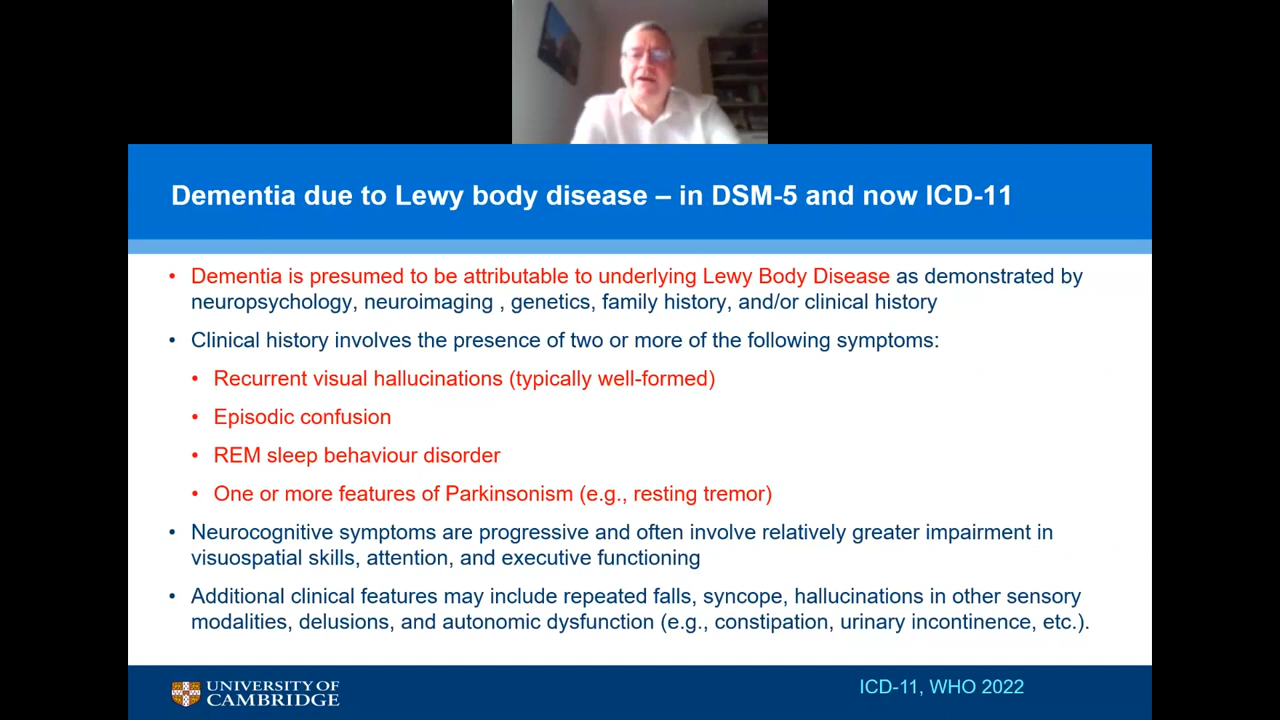 Dementia due to Lewy body disease – in DSM-5 and now ICD-11
• Dementia is presumed to be attributable to underlying Lewy Body Disease as demonstrated by
neuropsychology, neuroimaging , genetics, family history, and/or clinical history
• Clinical history involves the presence of two or more of the following symptoms:
• Recurrent visual hallucinations (typically well-formed)
• Episodic confusion
• REM sleep behaviour disorder
• One or more features of Parkinsonism (e.g., resting tremor)
• Neurocognitive symptoms are progressive and often involve relatively greater impairment in
visuospatial skills, attention, and executive functioning
• Additional clinical features may include repeated falls, syncope, hallucinations in other sensory
modalities, delusions, and autonomic dysfunction (e.g., constipation, urinary incontinence, etc.).
UNIVERSITY OF
CAMBRIDGE
ICD-11, WHO 2022